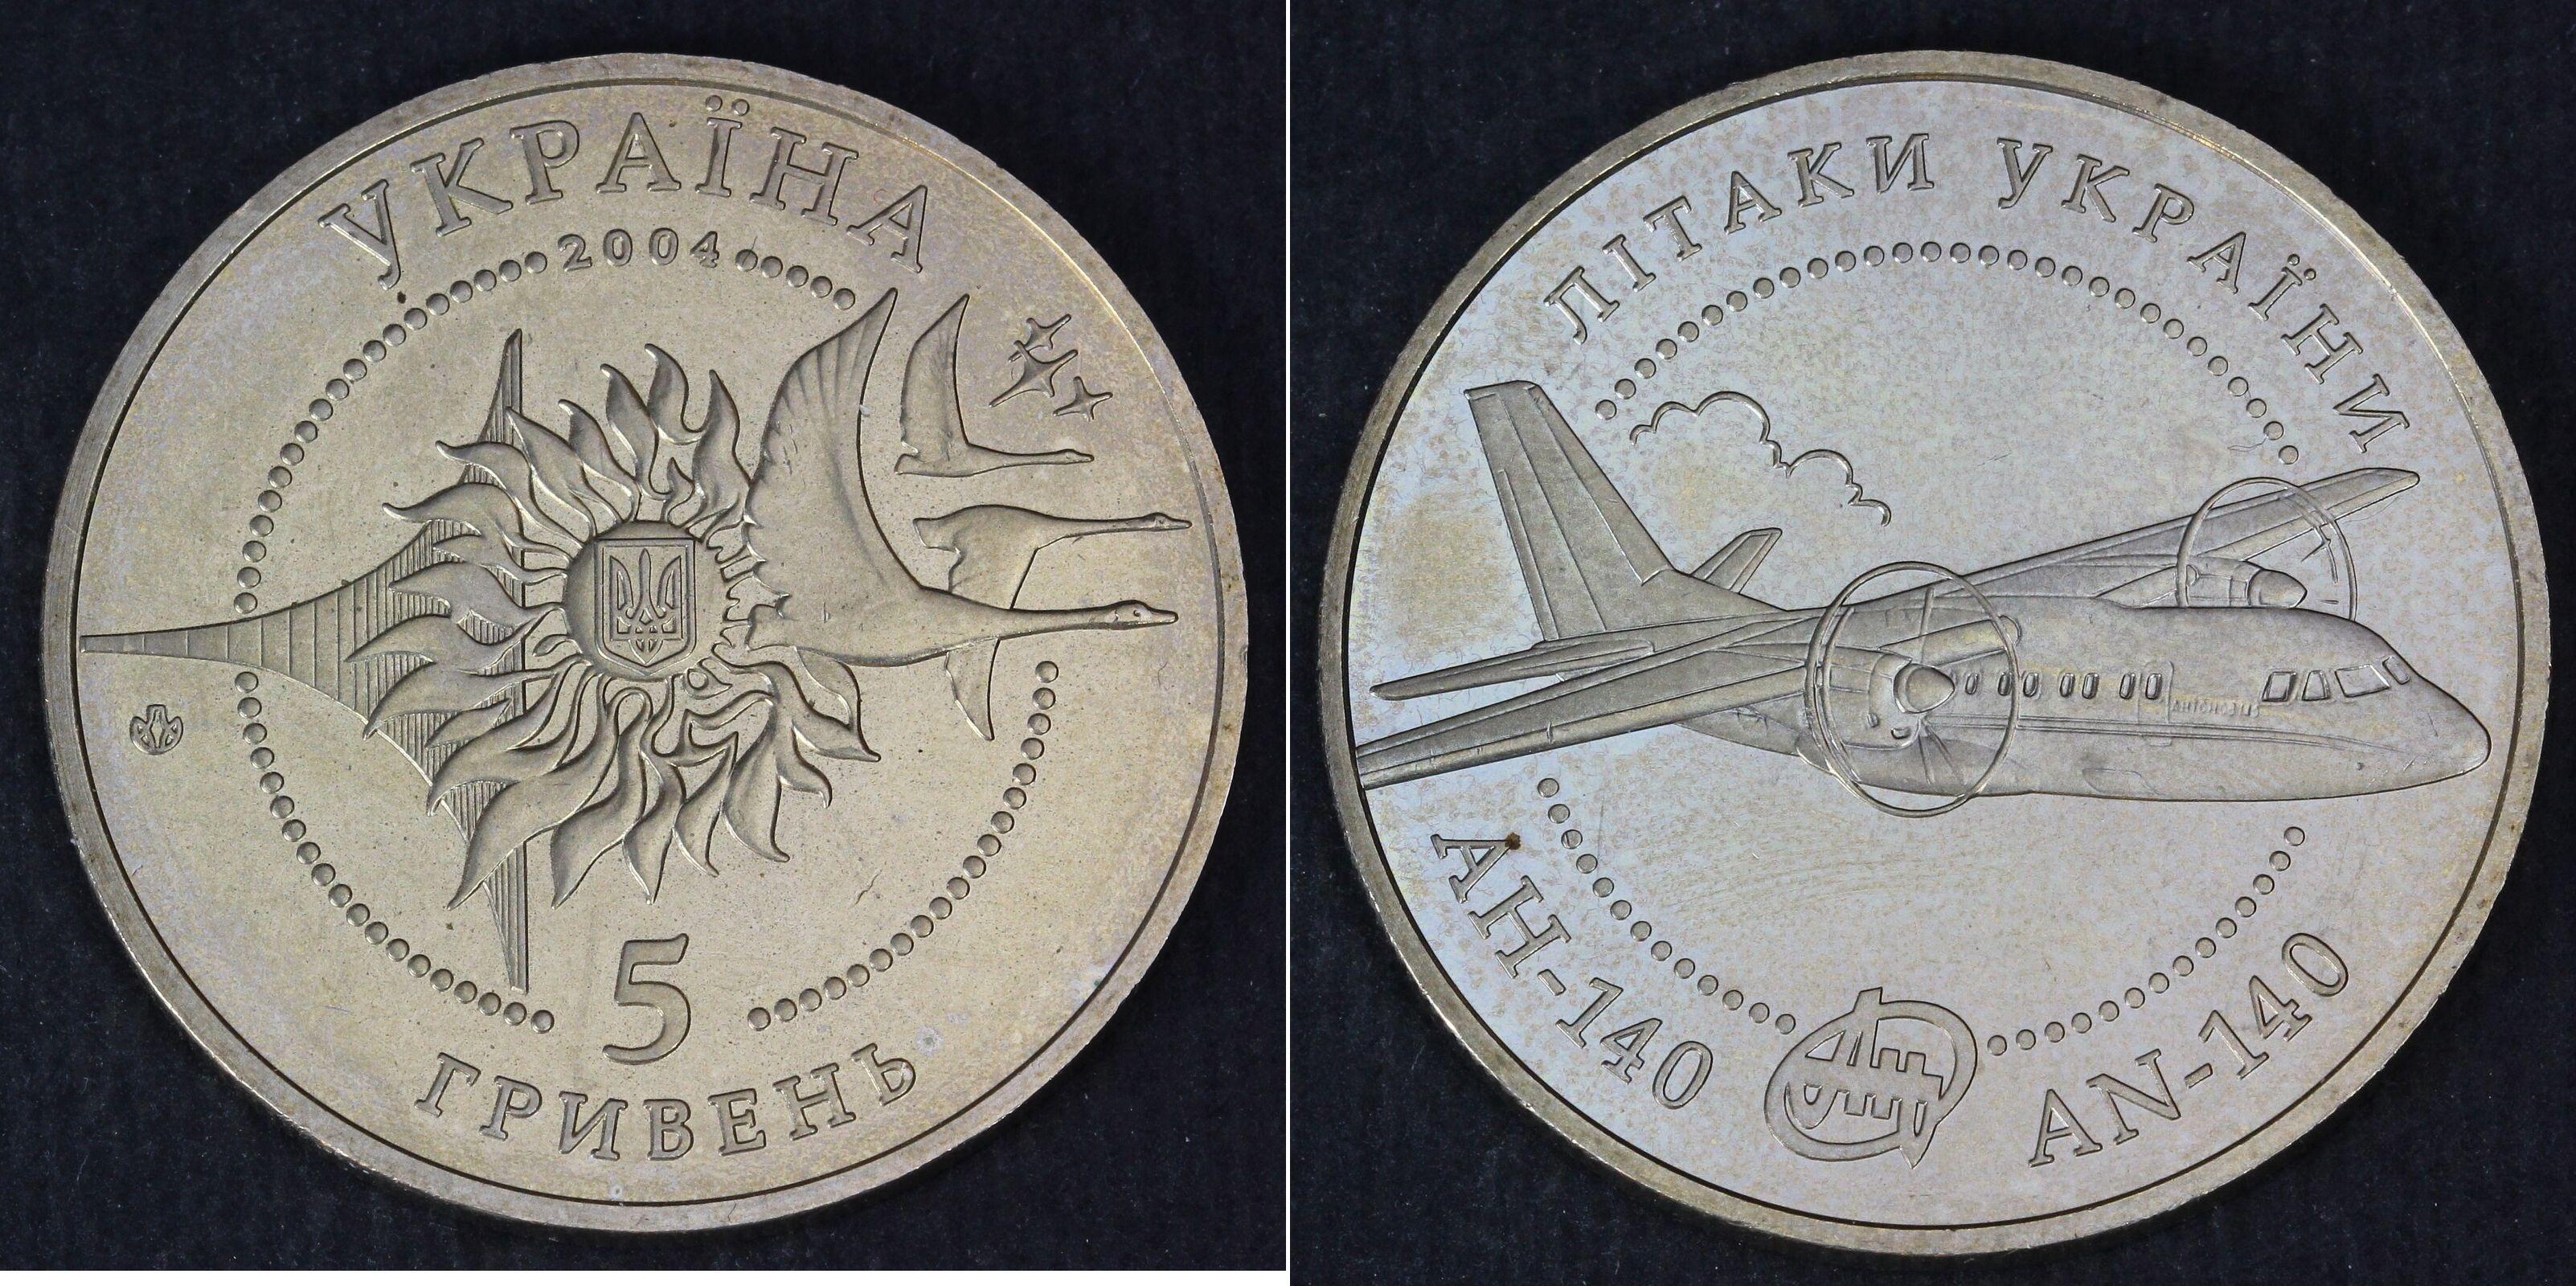 УКРАЇНА
2004
5
ГРИВЕНЬ
ЛІТАКИ УКРАЇНИ
АН-140
AN-140